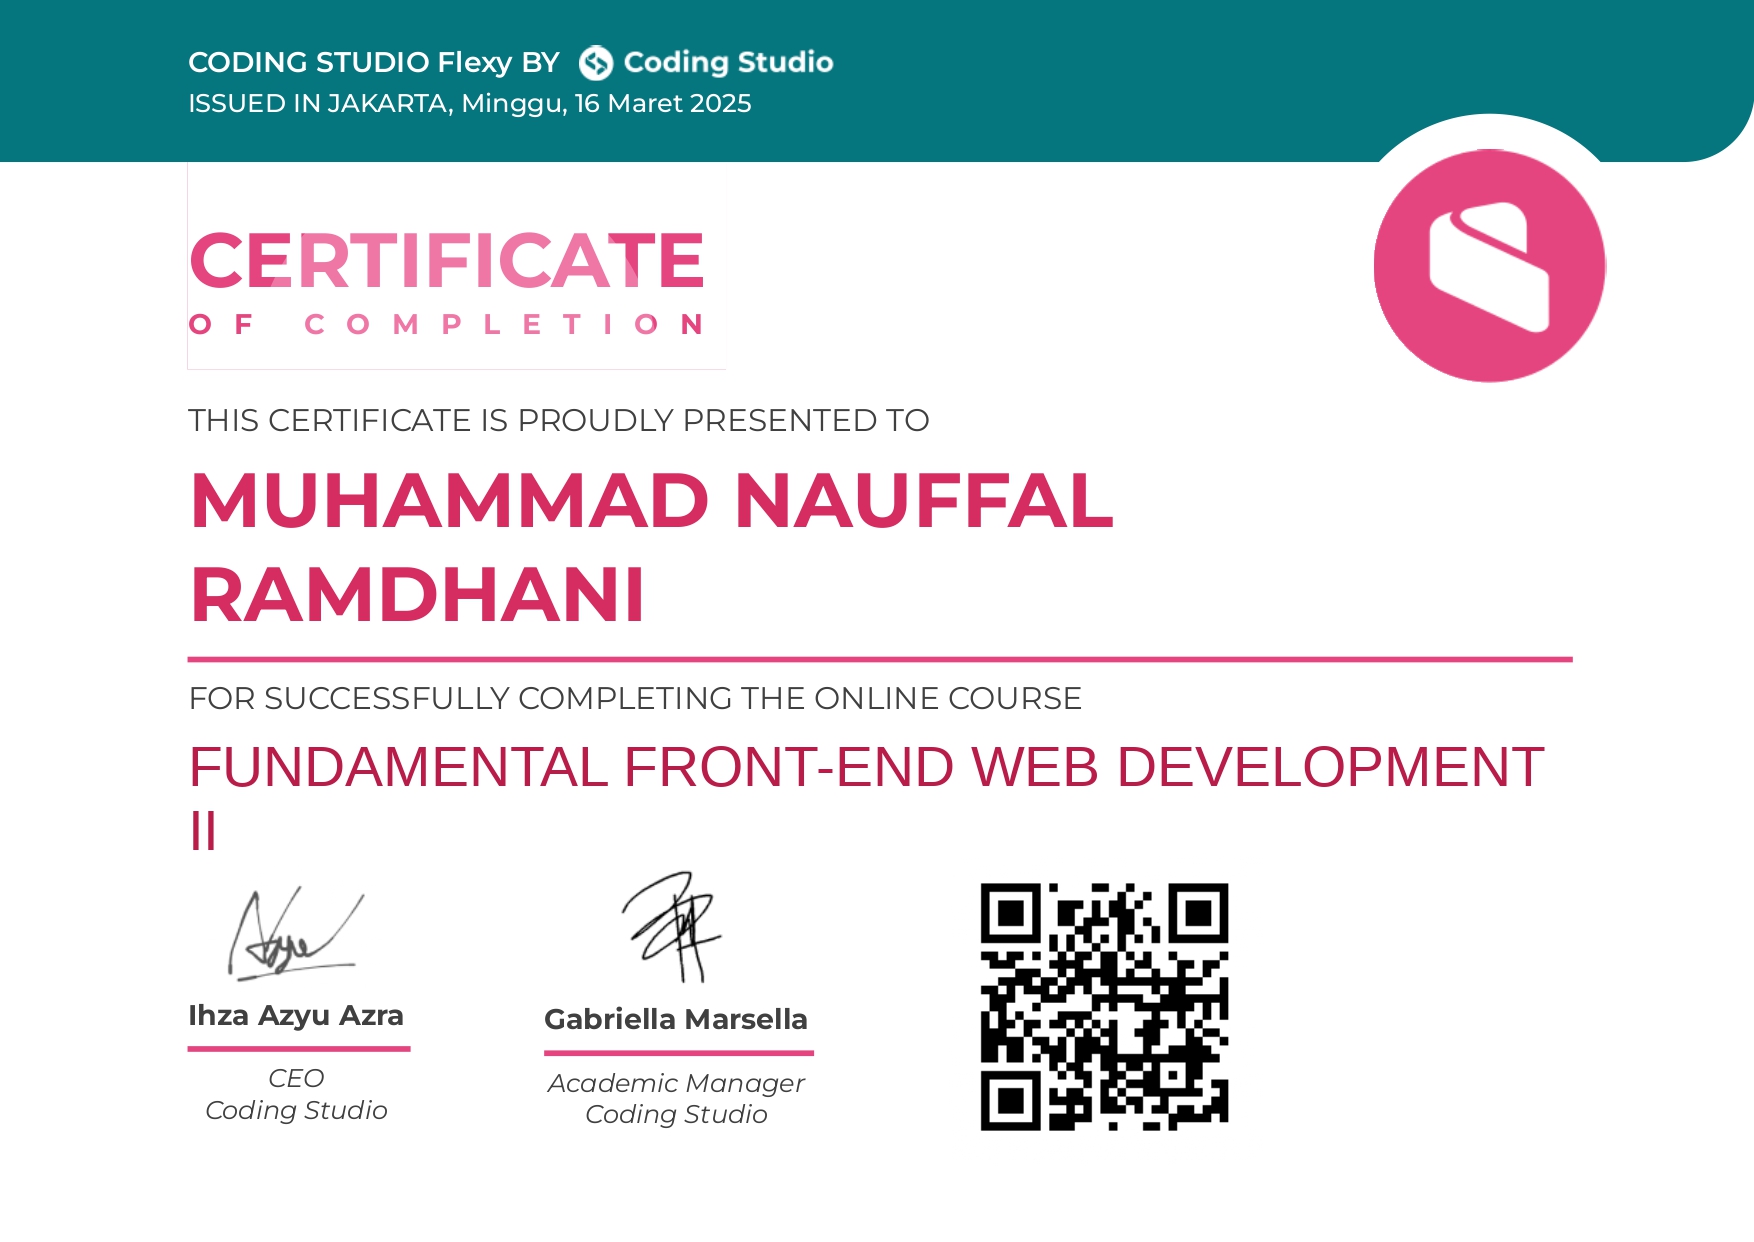 CODING STUDIO Flexy BY Coding Studio
ISSUED IN JAKARTA, Minggu, 16 Maret 2025
CERTIFICATE
OF COMPLETION
THIS CERTIFICATE IS PROUDLY PRESENTED TO
MUHAMMAD NAUFFAL
RAMDHANI
FOR SUCCESSFULLY COMPLETING THE ONLINE COURSE
FUNDAMENTAL FRONT-END WEB DEVELOPMENT
II
Ihza Azyu Azra
CEO
Coding Studio
Gabriella Marsella
Academic Manager
Coding Studio